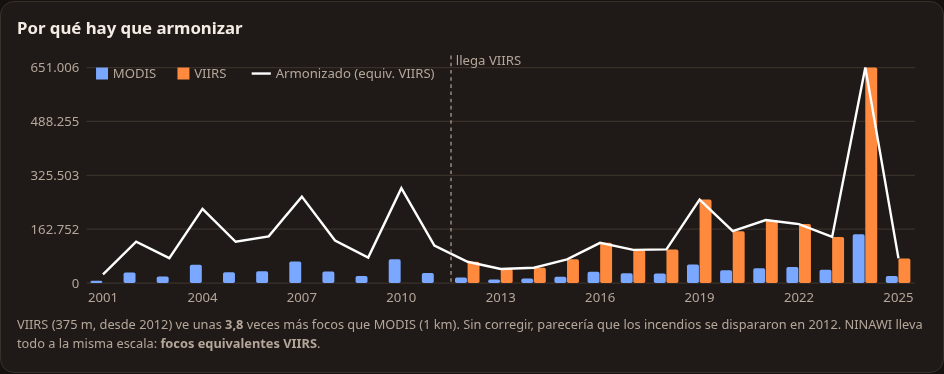 Por qué hay que armonizar
llega VIIRS
651.006
MODIS VIIRS Armonizado (equiv. VIIRS)
488.255
325.503
162.752
0
2001 2004 2007 2010 2013 2016 2019 2022 2025
VIIRS (375 m, desde 2012) ve unas 3,8 veces más focos que MODIS (1 km). Sin corregir, parecería que los incendios se dispararon en 2012. NINAWI lleva
todo a la misma escala: focos equivalentes VIIRS.